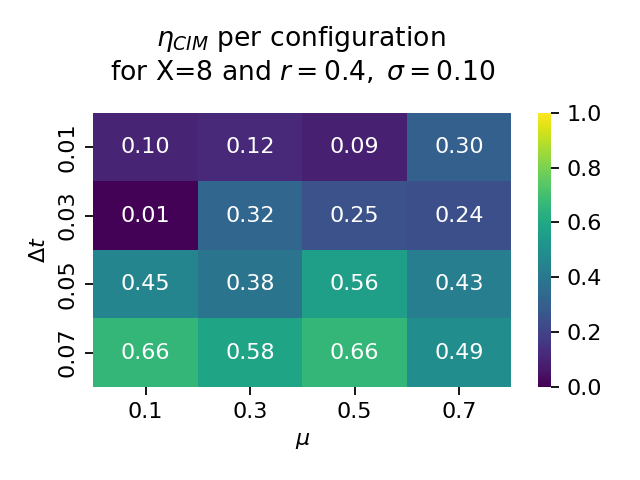 η_CIM per configuration
for X=8 and r = 0.4, σ = 0.10
0.01 0.10 0.12 0.09 0.30
0.03 0.01 0.32 0.25 0.24
0.05 0.45 0.38 0.56 0.43
0.07 0.66 0.58 0.66 0.49
Δt
0.1 0.3 0.5 0.7
μ
1.0
0.8
0.6
0.4
0.2
0.0